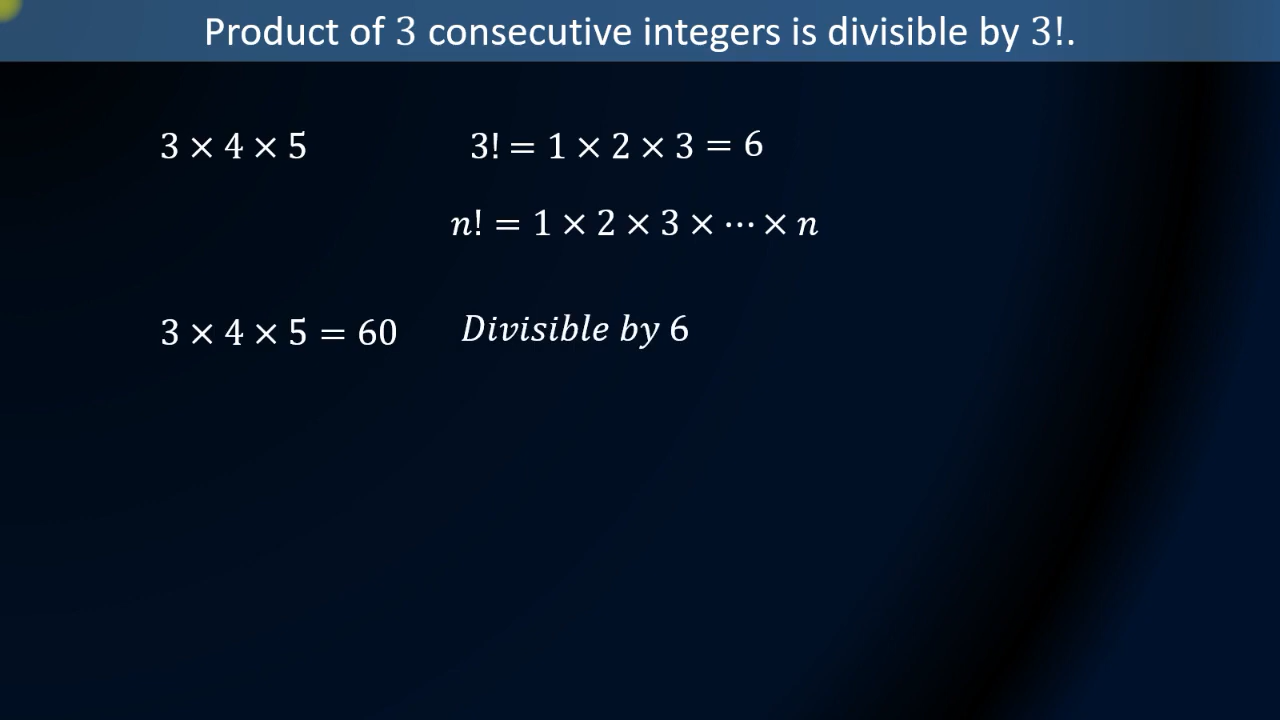 Product of 3 consecutive integers is divisible by 3!.
3 × 4 × 5
3! = 1 × 2 × 3 = 6
n! = 1 × 2 × 3 × ⋯ × n
3 × 4 × 5 = 60
Divisible by 6